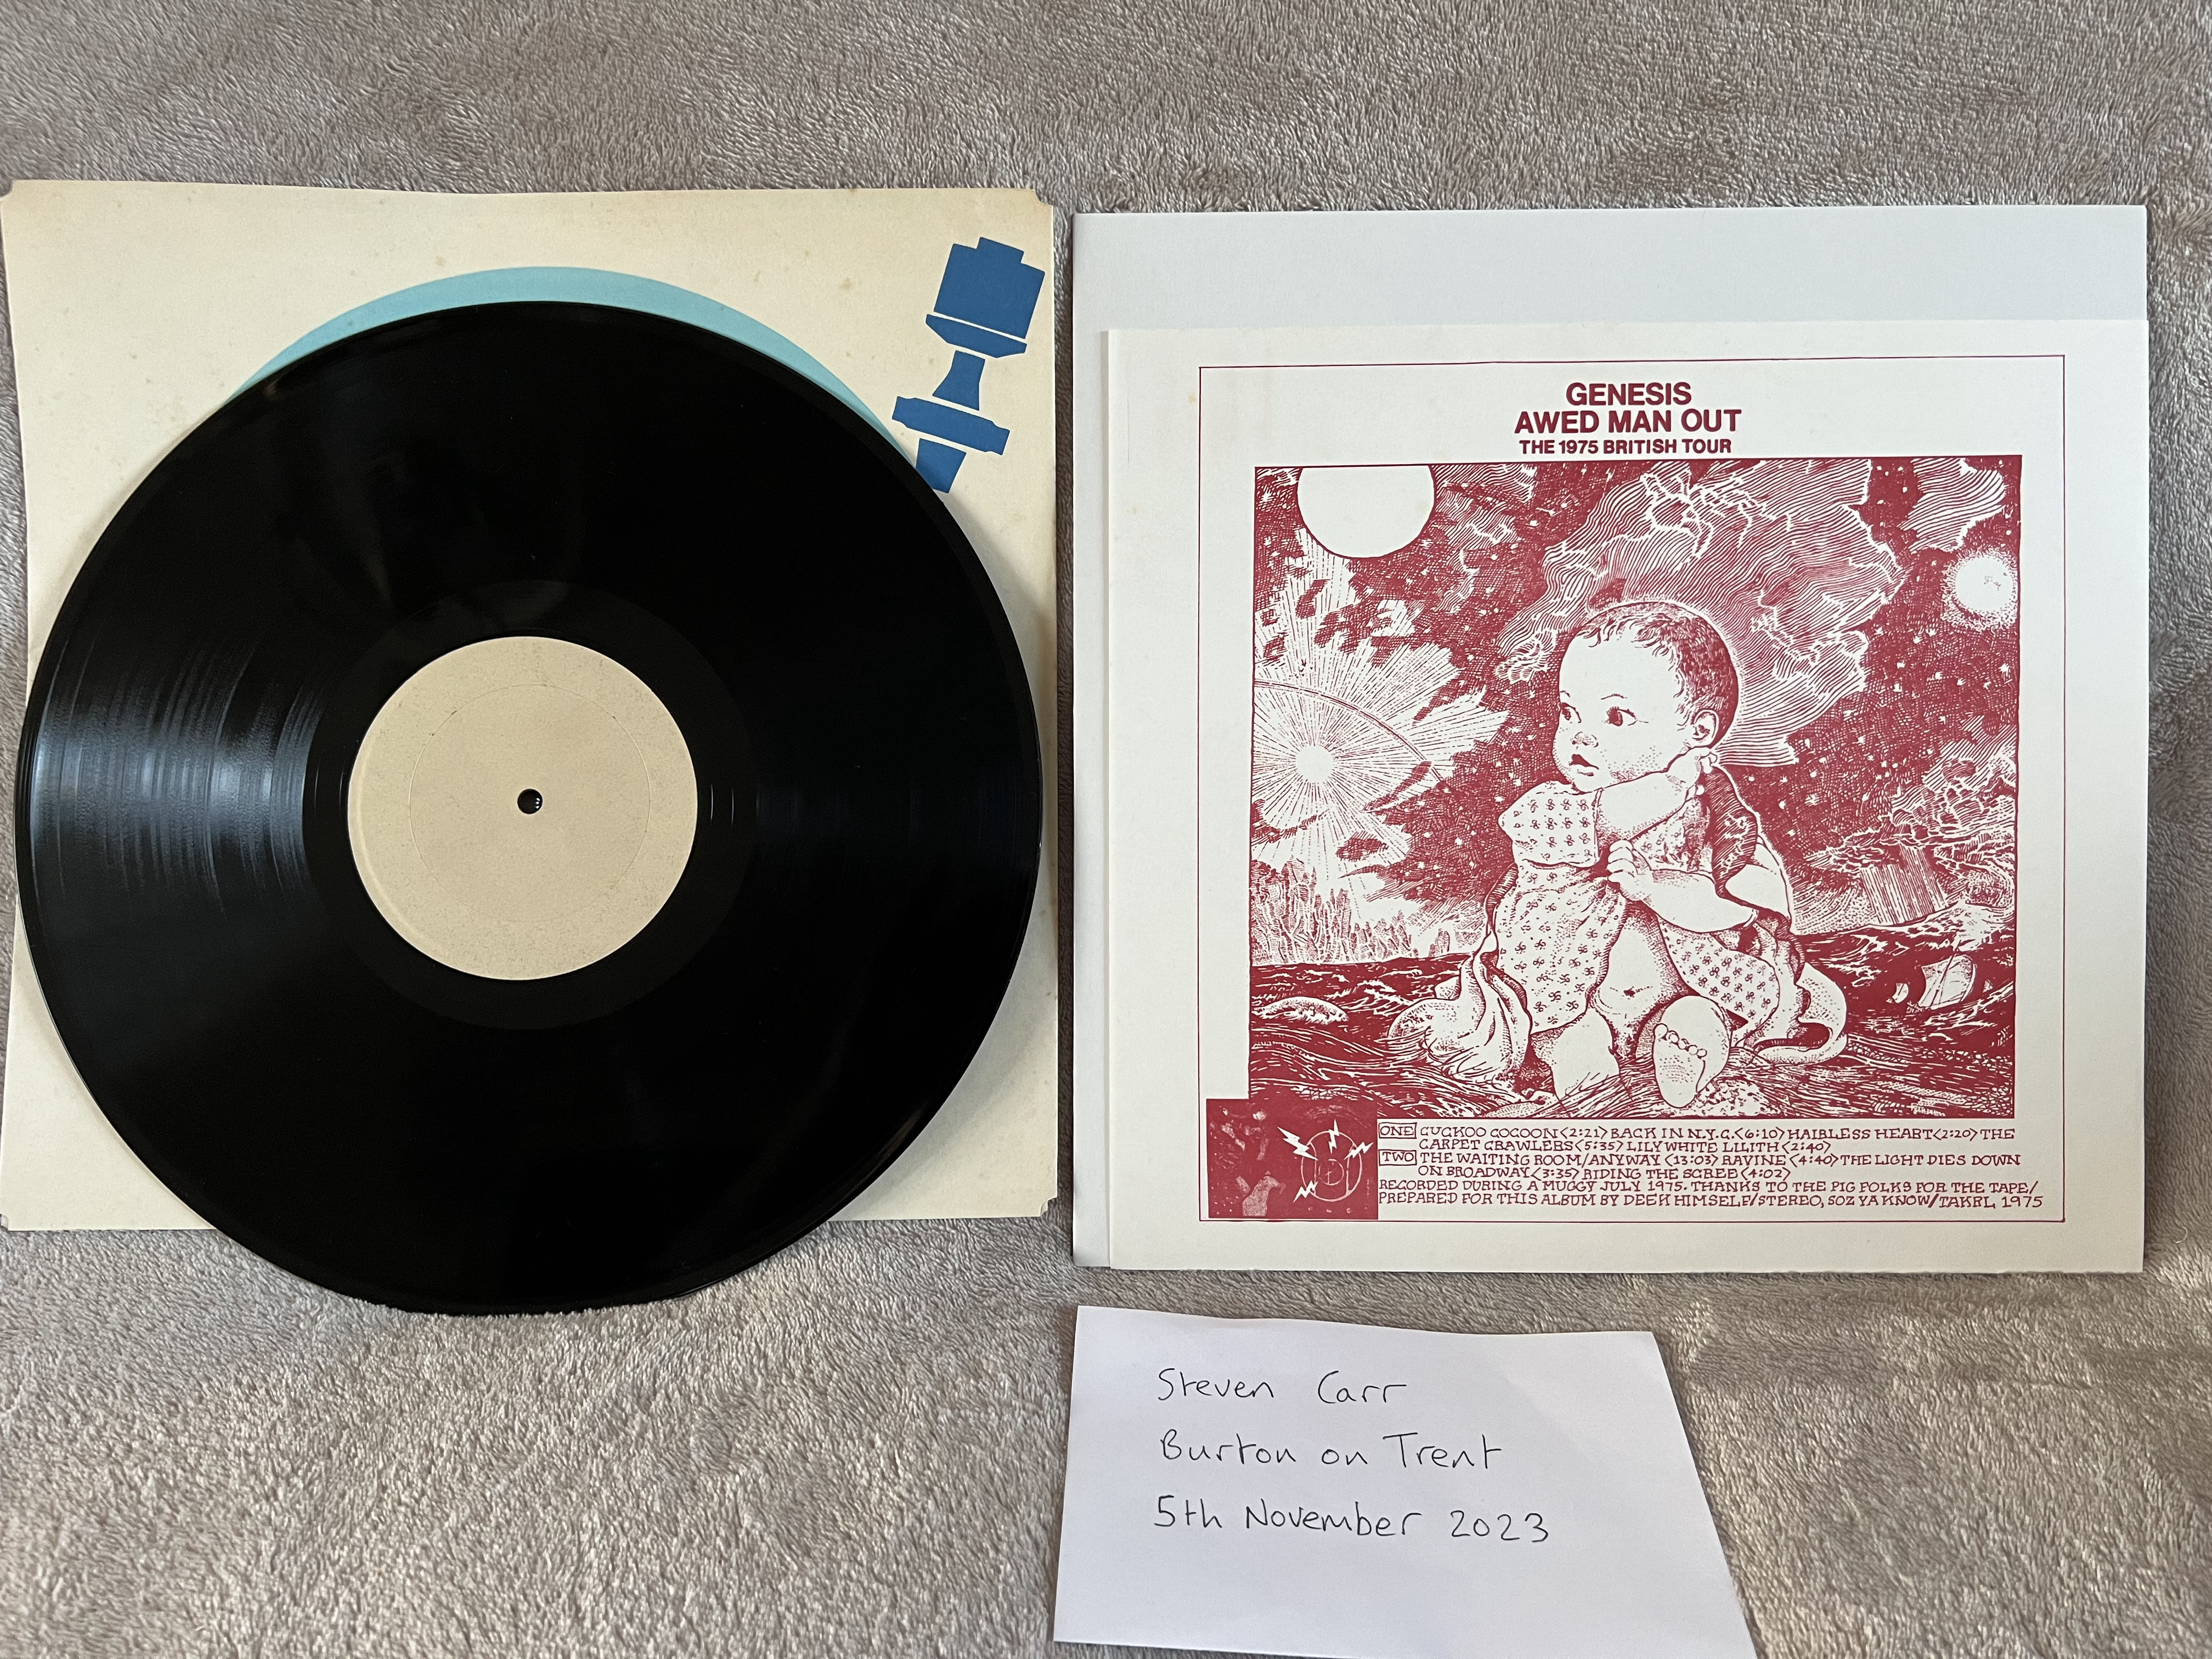 GENESIS
AWED MAN OUT
THE 1975 BRITISH TOUR
ONE CUCKOO COCOON <2:21> BACK IN N.Y.C. <6:10> HAIRLESS HEART <2:20> THE
CARPET CRAWLERS <5:35> LILY WHITE LILITH <2:40>
TWO THE WAITING ROOM/ANYWAY <13:03> RAVINE <4:40> THE LIGHT DIES DOWN
ON BROADWAY <3:35> RIDING THE SCREE <4:02>
RECORDED DURING A MUGGY JULY 1975. THANKS TO THE PIG FOLKS FOR THE TAPE/
PREPARED FOR THIS ALBUM BY DEEK HIMSELF/STEREO, SOZ YA KNOW/TAKRL 1975
Steven Carr
Burton on Trent
5th November 2023